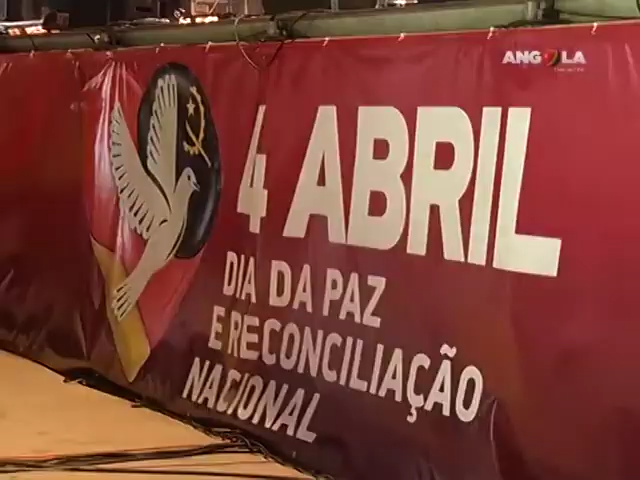 ANGOLA
4 ABRIL
DIA DA PAZ
E RECONCILIAÇÃO
NACIONAL